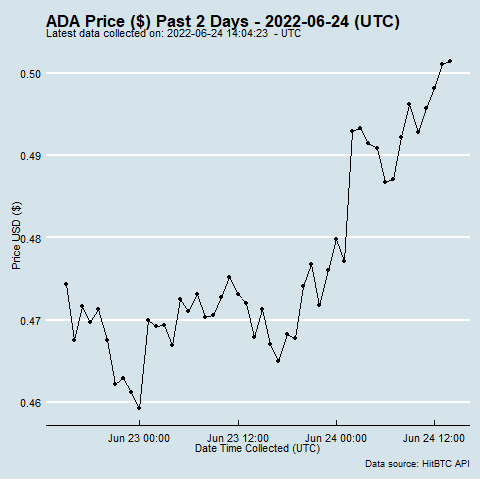 ADA Price ($) Past 2 Days - 2022-06-24 (UTC)
Latest data collected on: 2022-06-24 14:04:23  - UTC
0.50
0.49
0.48
0.47
0.46
Price USD ($)
Jun 23 00:00
Jun 23 12:00
Jun 24 00:00
Jun 24 12:00
Date Time Collected (UTC)
Data source: HitBTC API